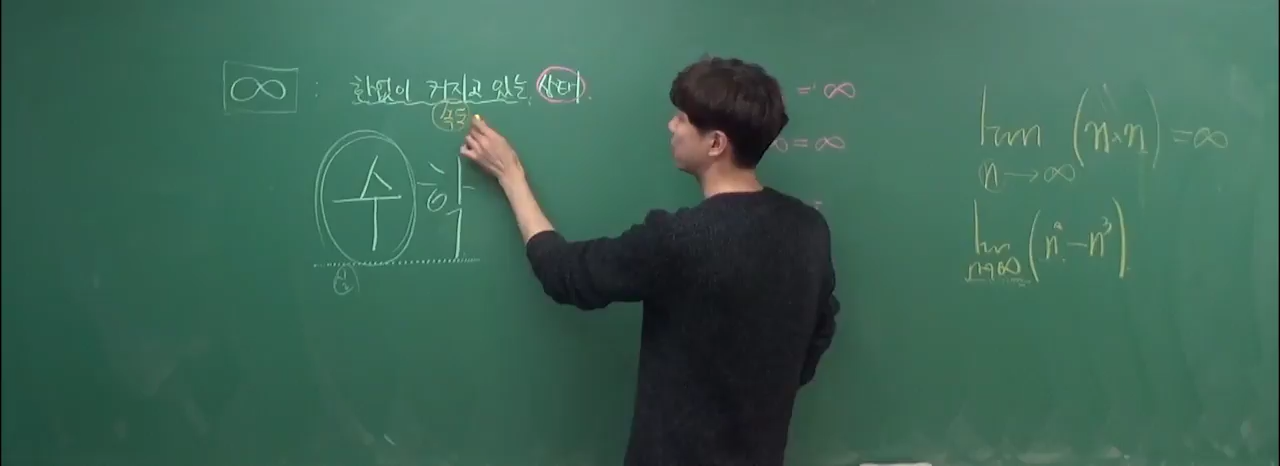 ∞ : 한없이 커지고 있는 상태.
수학
= ∞
= ∞
lim n→∞ (n×n) = ∞
lim n→∞ (n² - n³)